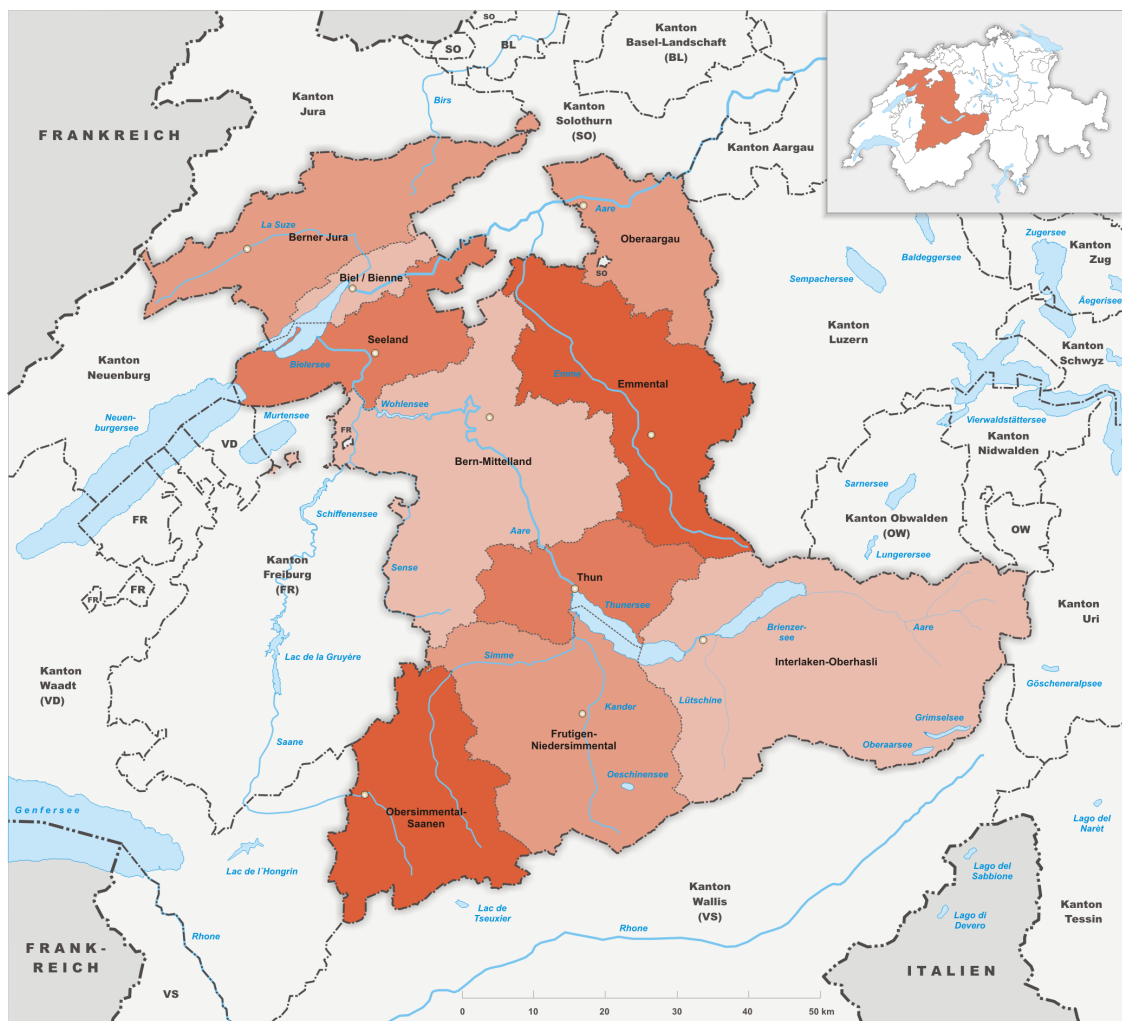 SO
SO
BL
Kanton
Basel-Landschaft
(BL)
Kanton
Jura
Birs
Kanton
Solothurn
(SO)
FRANKREICH
Kanton Aargau
La Suze
Berner Jura
Aare
Oberaargau
SO
Biel / Bienne
Seeland
Bielersee
Kanton
Neuenburg
Neuen-
burgersee
Murtensee
VD
FR
Wohlensee
Emme
Emmental
Bern-Mittelland
Sempachersee
Baldeggersee
Zugersee
Kanton
Zug
Ägerisee
Kanton
Luzern
Kanton
Schwyz
Vierwaldstättersee
Kanton
Nidwalden
Sarnersee
Kanton Obwalden
(OW)
OW
Lungerersee
FR
Schiffenensee
Aare
Kanton
Freiburg
(FR)
Sense
FR
FR
Thun
Thunersee
Brienzer-
see
Aare
Kanton
Uri
Interlaken-Oberhasli
Simme
Lac de la Gruyère
Kanton
Waadt
(VD)
Lütschine
Kander
Göscheneralpsee
Grimselsee
Oberaarsee
Saane
Frutigen-
Niedersimmental
Oeschinensee
Genfersee
Obersimmental-
Saanen
Lago del
Narèt
Lac de l´Hongrin
Lago del
Sabbione
Kanton
Wallis
(VS)
Lac de
Tseuxier
Kanton
Tessin
Lago di
Devero
Rhone
Rhone
FRANK-
REICH
ITALIEN
VS
0
10
20
30
40
50 km